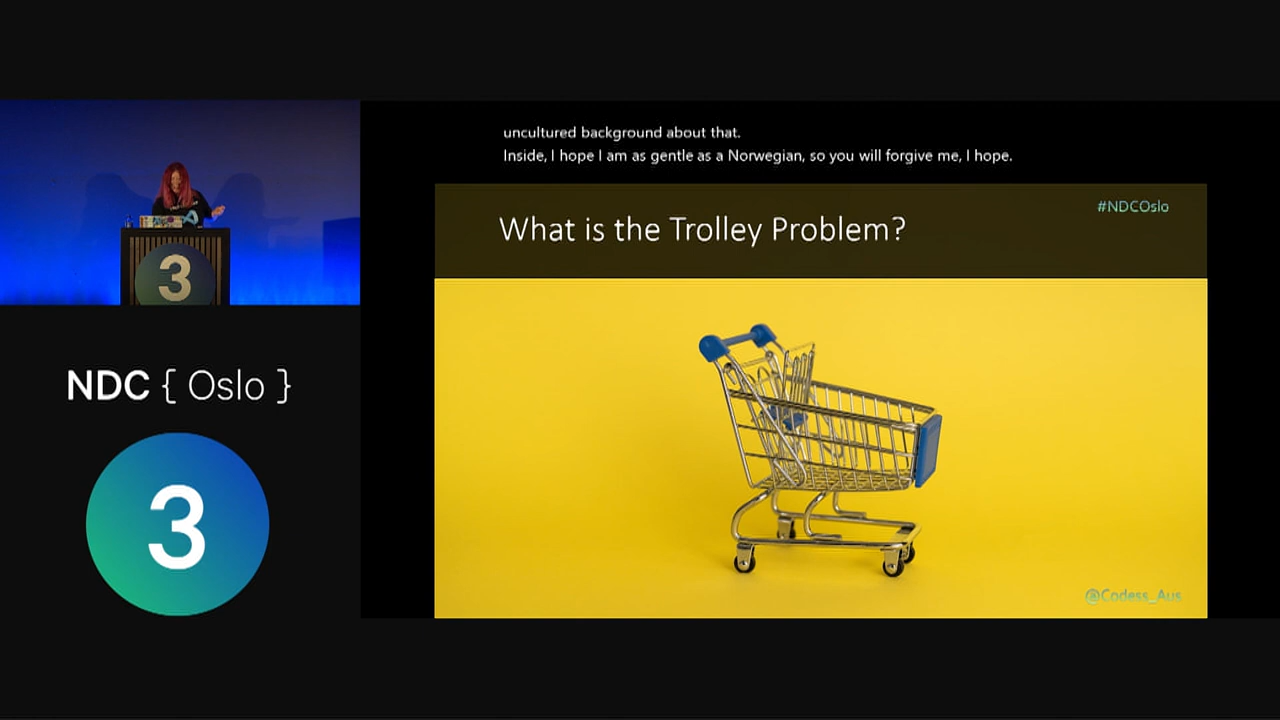 uncultured background about that.
Inside, I hope I am as gentle as a Norwegian, so you will forgive me, I hope.
What is the Trolley Problem?
#NDCOslo
3
NDC { Oslo }
3
@Codess_Aus